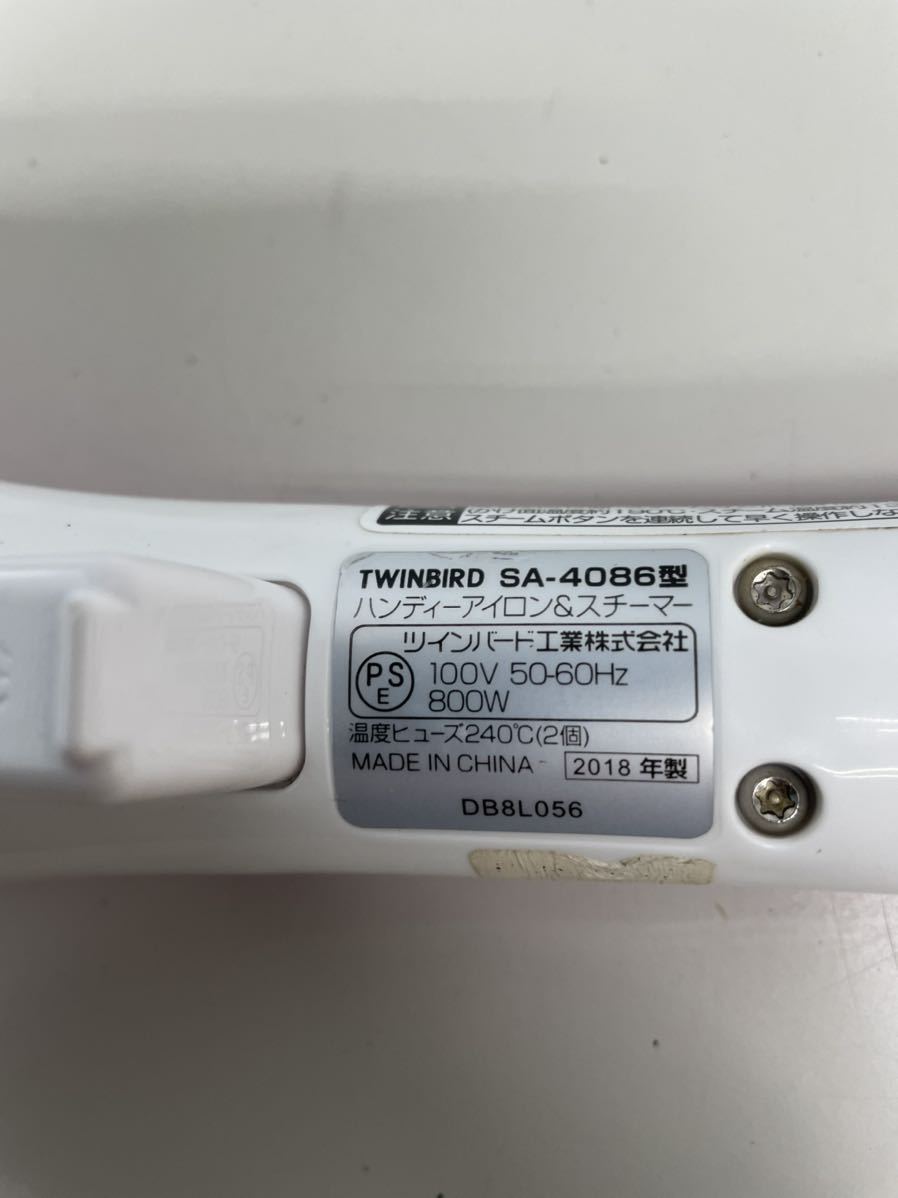 注意
スチームボタンを連続して早く操作しな
TWINBIRD SA-4086型
ハンディーアイロン&スチーマー
ツインバード工業株式会社
PSE
100V 50-60Hz
800W
温度ヒューズ240℃(2個)
MADE IN CHINA
2018 年製
DB8L056